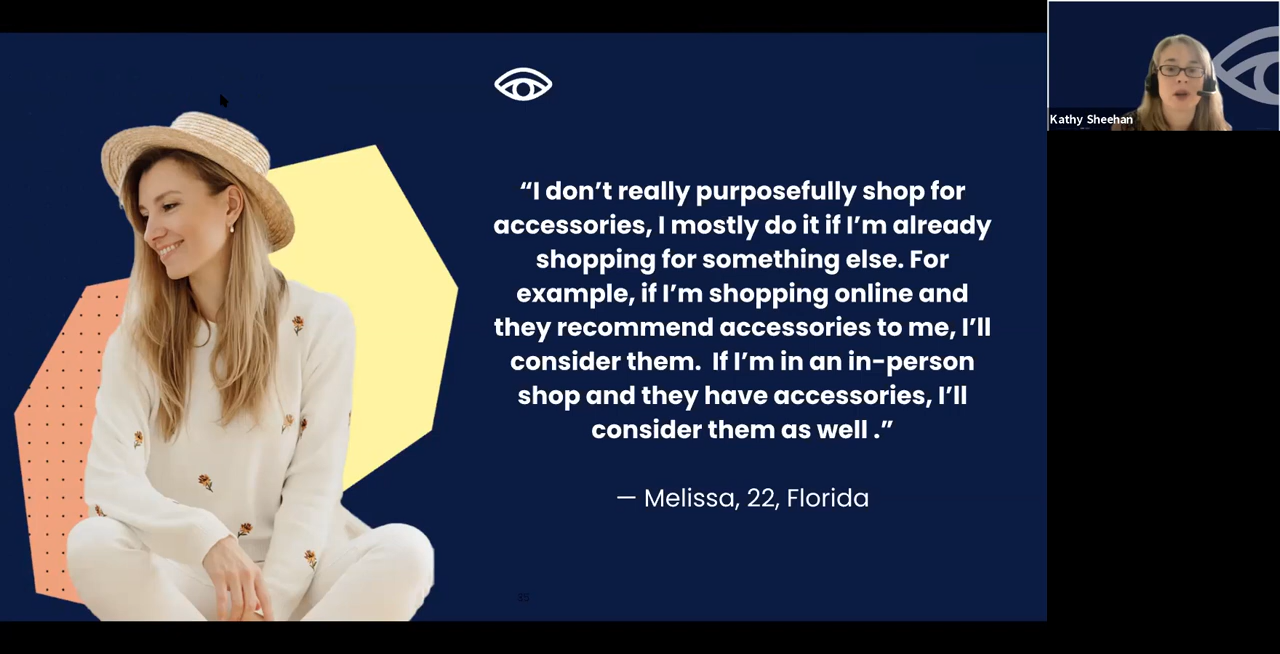 “I don’t really purposefully shop for
accessories, I mostly do it if I’m already
shopping for something else. For
example, if I’m shopping online and
they recommend accessories to me, I’ll
consider them.  If I’m in an in-person
shop and they have accessories, I’ll
consider them as well .”
— Melissa, 22, Florida
35
Kathy Sheehan